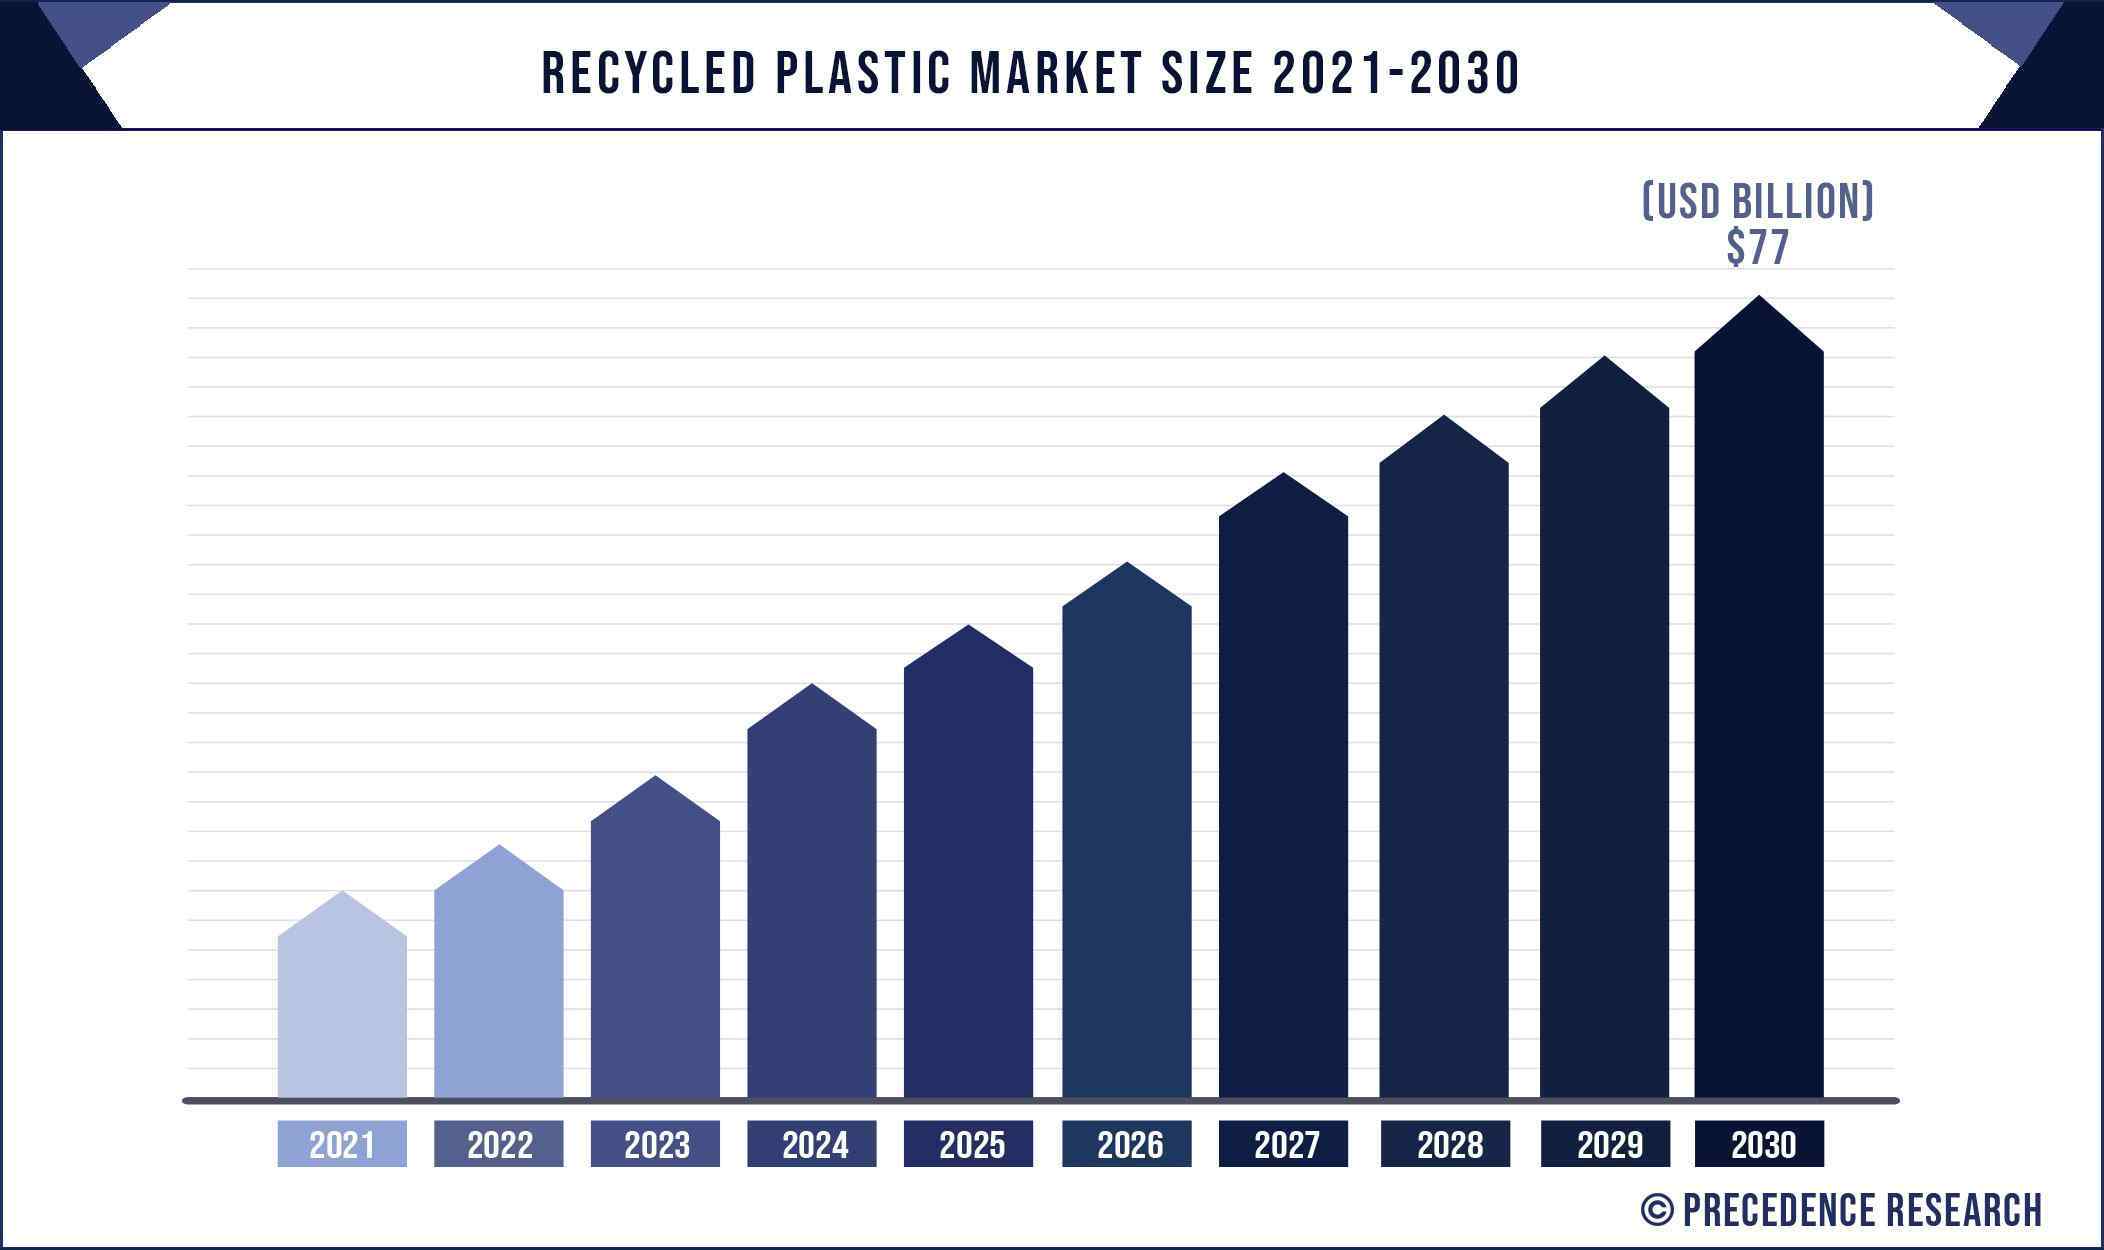 RECYCLED PLASTIC MARKET SIZE 2021-2030
(USD BILLION)
$77
2021 2022 2023 2024 2025 2026 2027 2028 2029 2030
© PRECEDENCE RESEARCH